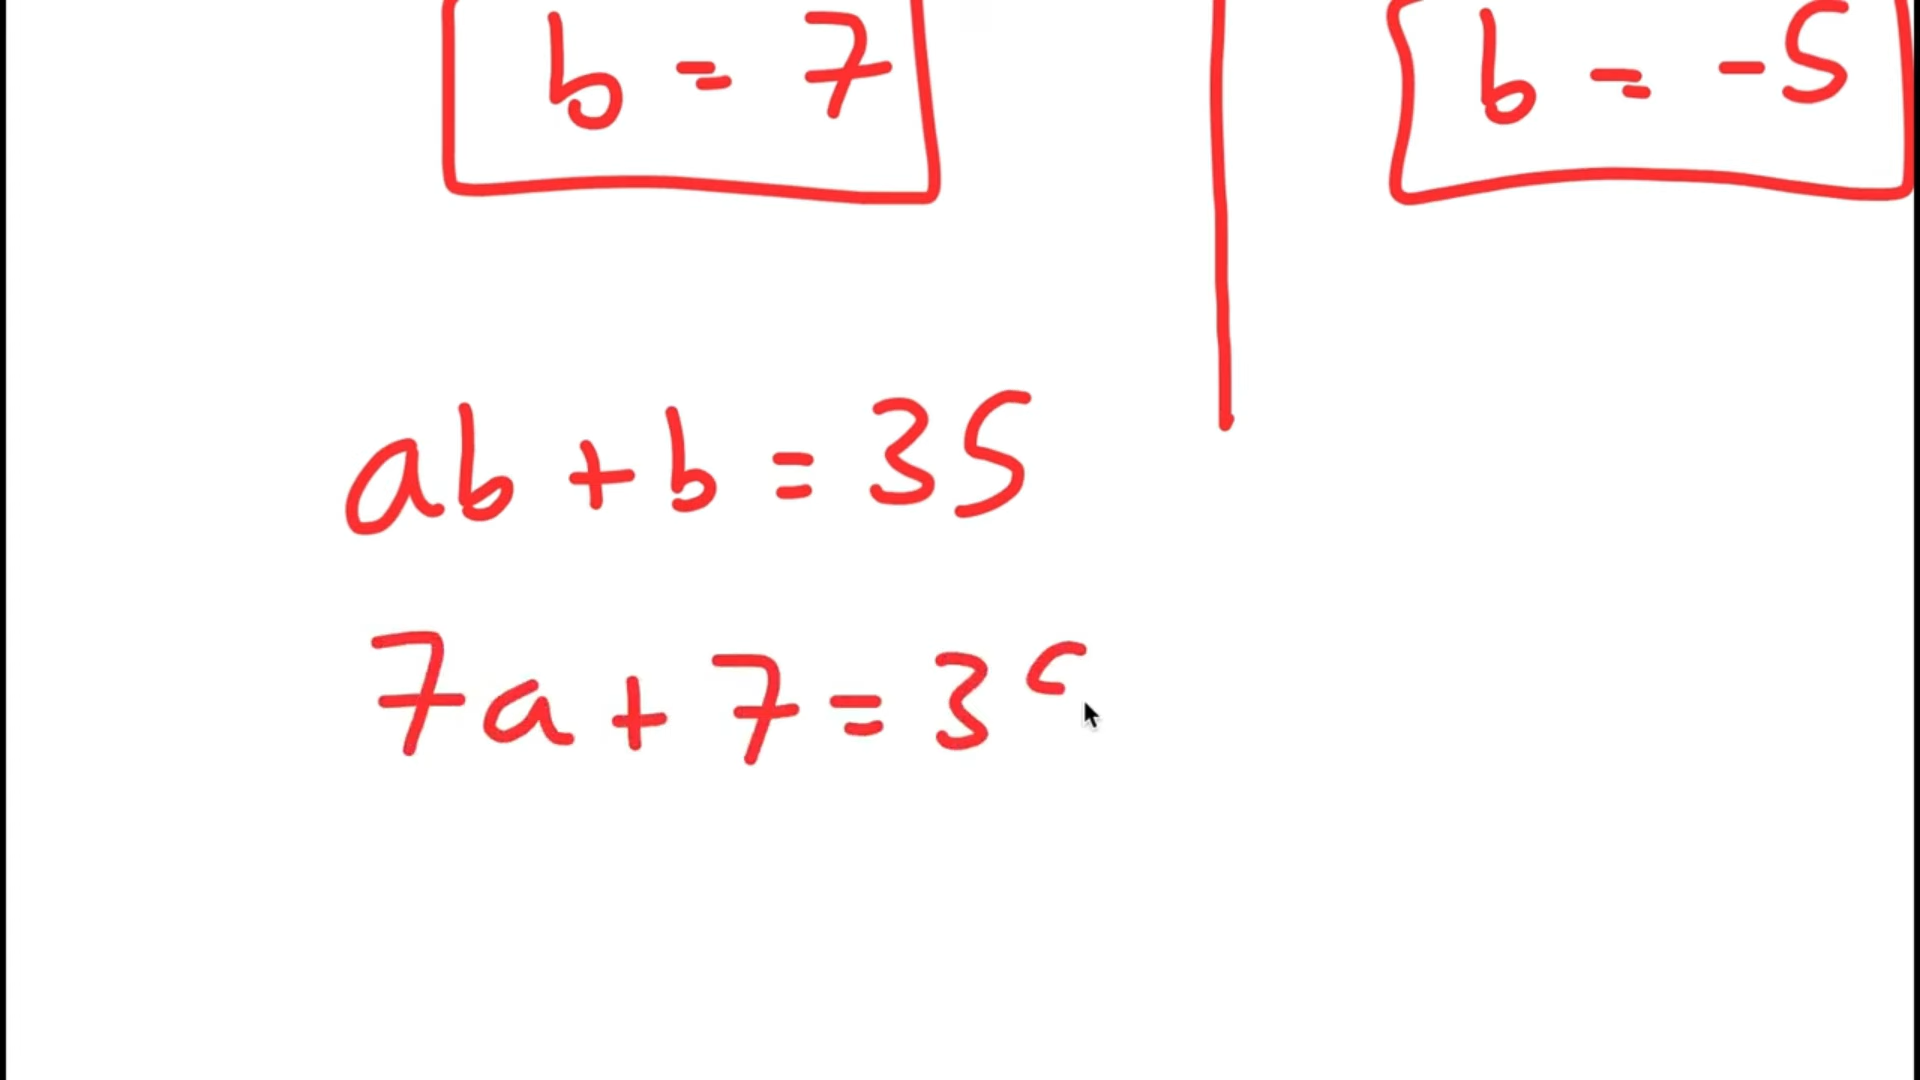 b = 7
b = -5
ab + b = 35
7a + 7 = 3